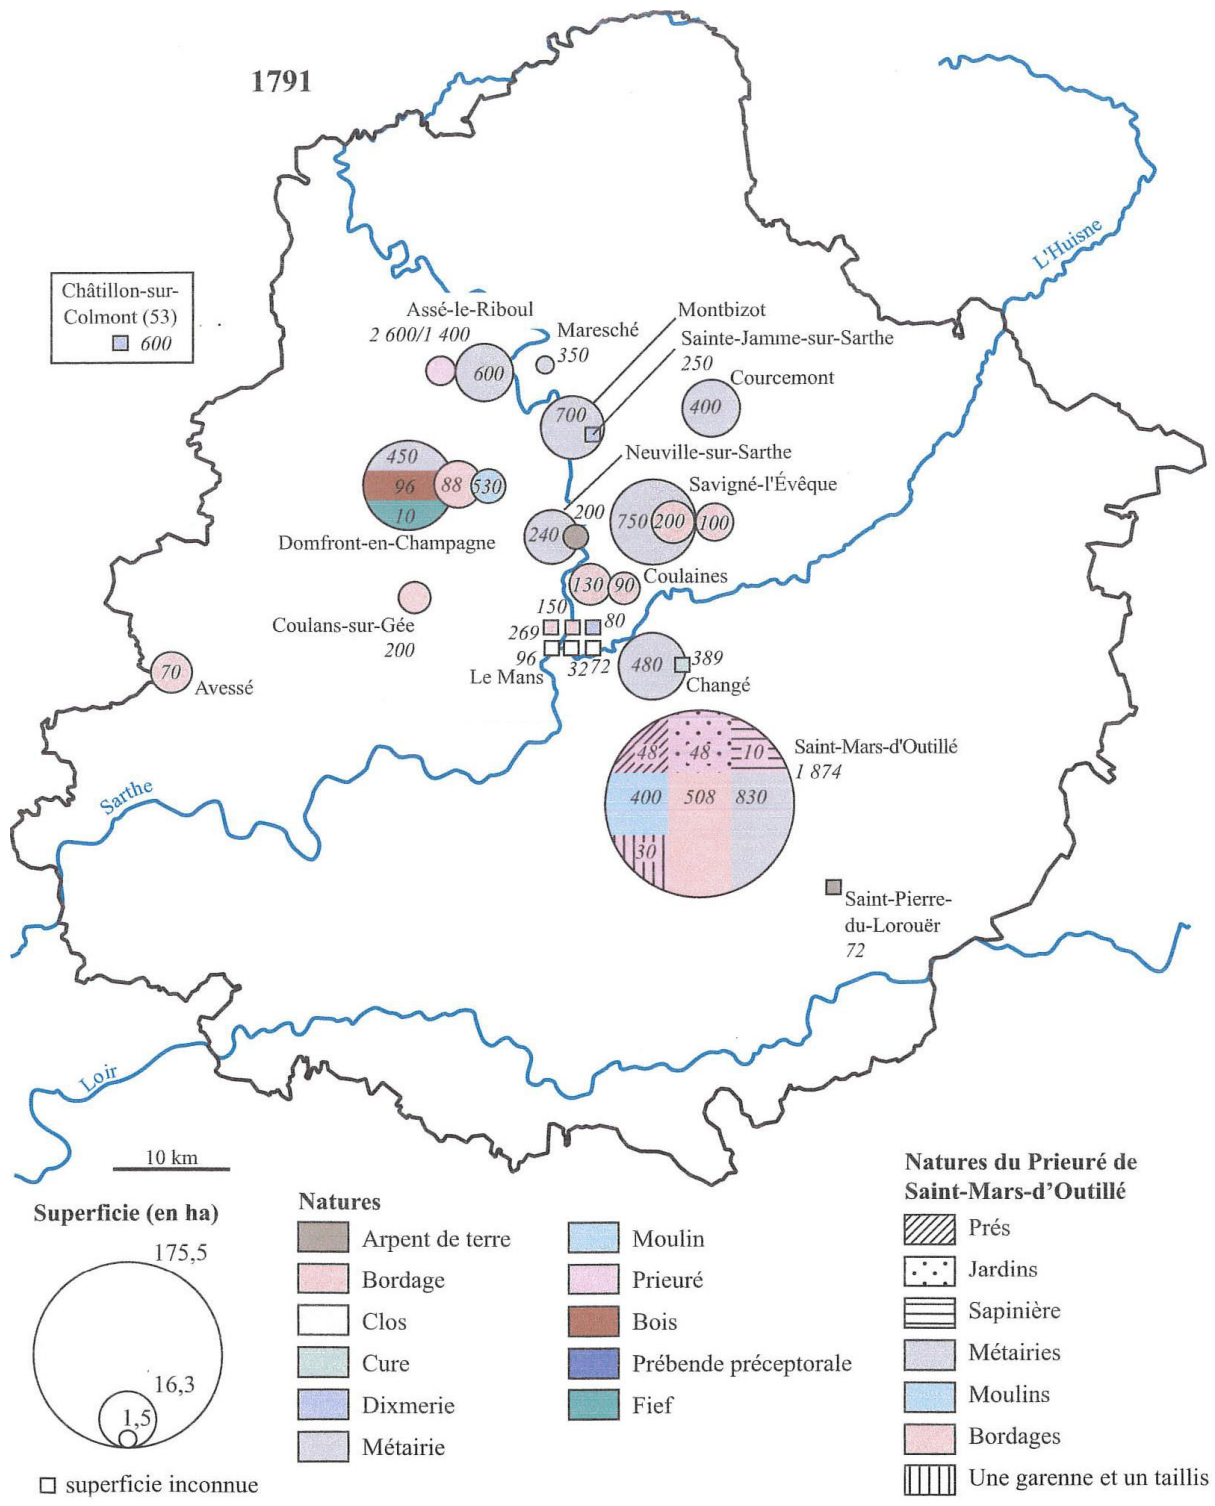 1791
L'Huisne
Châtillon-sur-
Colmont (53)
600
Assé-le-Riboul
2 600/1 400
600
Maresché
350
Montbizot
Sainte-Jamme-sur-Sarthe
250
700
Courcemont
400
Neuville-sur-Sarthe
450
96
10
88
530
Domfront-en-Champagne
200
240
Savigné-l'Évêque
750
200
100
130
90
Coulaines
Coulans-sur-Gée
200
150
269
80
96
3272
Le Mans
480
389
Changé
70
Avessé
Saint-Mars-d'Outillé
1 874
48
48
10
400
508
830
30
Sarthe
Saint-Pierre-
du-Lorouër
72
Loir
10 km
Superficie (en ha)
175,5
16,3
1,5
superficie inconnue
Natures
Arpent de terre
Bordage
Clos
Cure
Dixmerie
Métairie
Moulin
Prieuré
Bois
Prébende préceptorale
Fief
Natures du Prieuré de
Saint-Mars-d’Outillé
Prés
Jardins
Sapinière
Métairies
Moulins
Bordages
Une garenne et un taillis